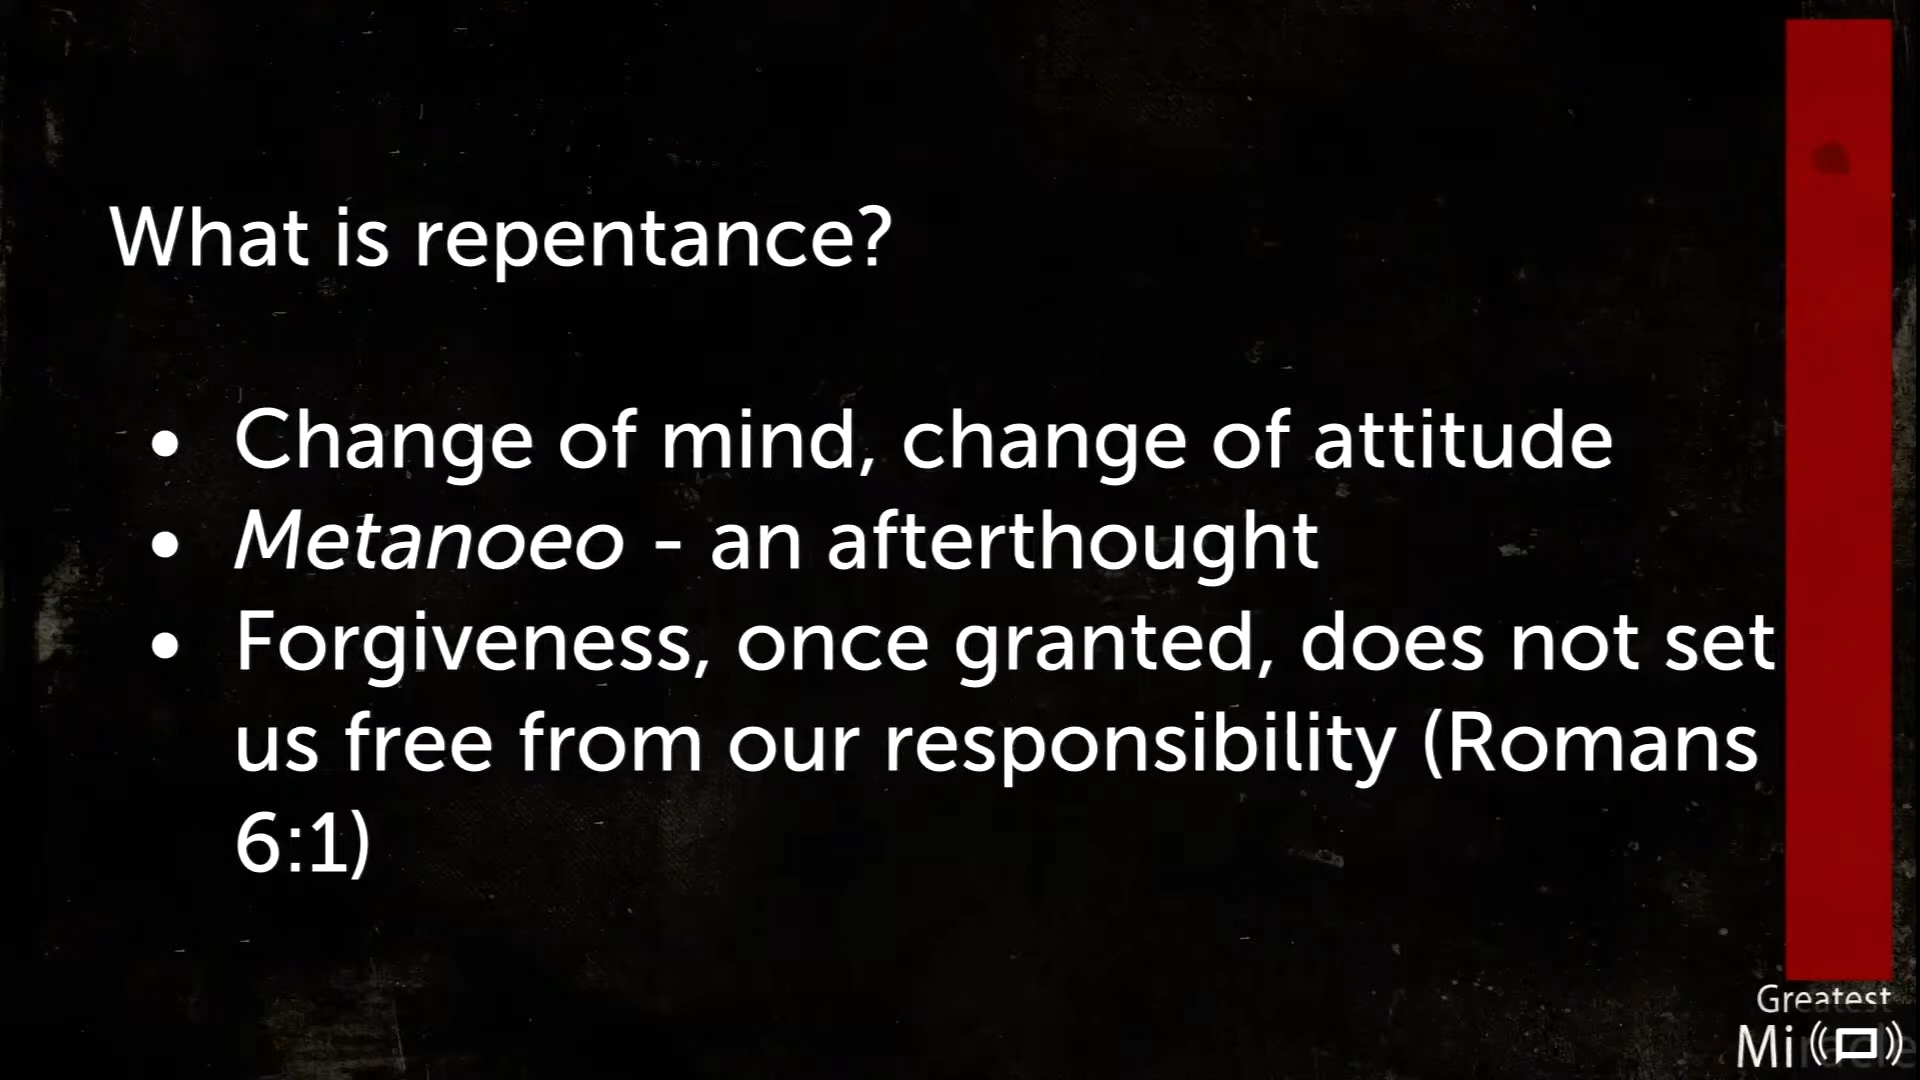 What is repentance?
• Change of mind, change of attitude
• Metanoeo - an afterthought
• Forgiveness, once granted, does not set
us free from our responsibility (Romans
6:1)
Greatest